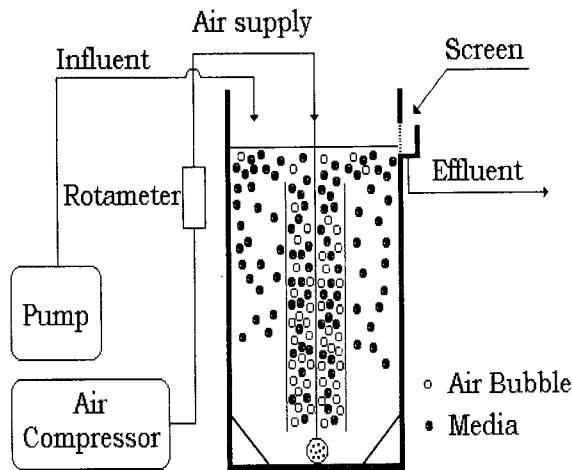 Air supply
Influent
Screen
Rotameter
Effluent
Pump
Air Bubble
Air
Compressor
Media